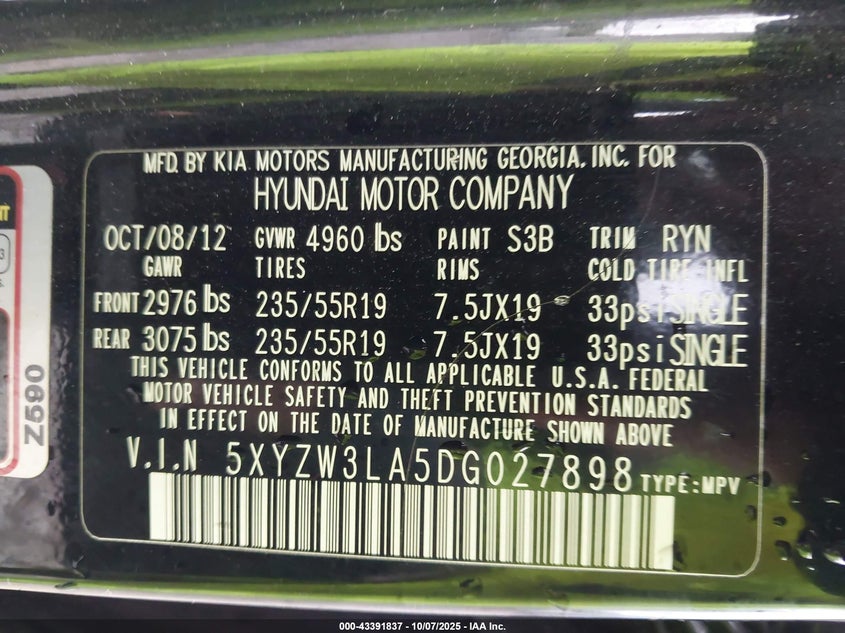 MFD. BY KIA MOTORS MANUFACTURING GEORGIA, INC. FOR
HYUNDAI MOTOR COMPANY
OCT/08/12 GVWR 4960 lbs PAINT S3B TRIM RYN
GAWR TIRES RIMS COLD TIRE INFL
FRONT 2976 lbs 235/55R19 7.5JX19 33psi SINGLE
REAR 3075 lbs 235/55R19 7.5JX19 33psi SINGLE
THIS VEHICLE CONFORMS TO ALL APPLICABLE U.S.A. FEDERAL
MOTOR VEHICLE SAFETY AND THEFT PREVENTION STANDARDS
IN EFFECT ON THE DATE OF MANUFACTURE SHOWN ABOVE
V.I.N 5XYZW3LA5DG027898 TYPE:MPV
Z590
000-43391837 - 10/07/2025 - IAA Inc.